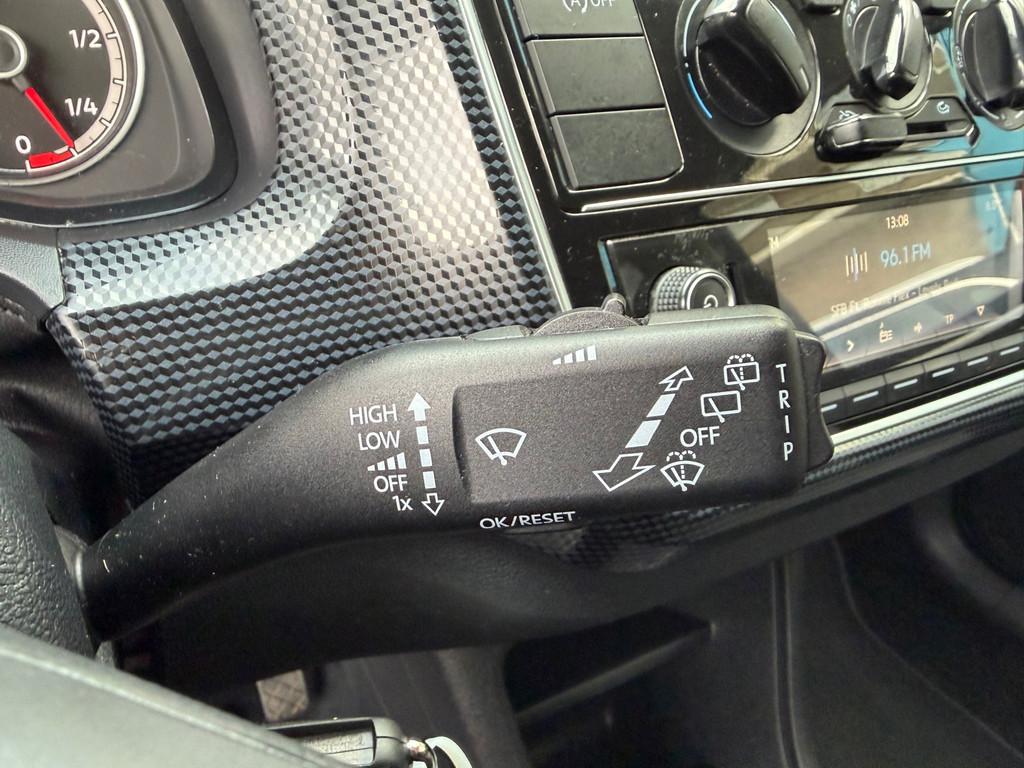 1/2
1/4
0
(A) OFF
13:08
96.1 FM
TP
HIGH
LOW
OFF
1x
OFF
TRIP
OK/RESET